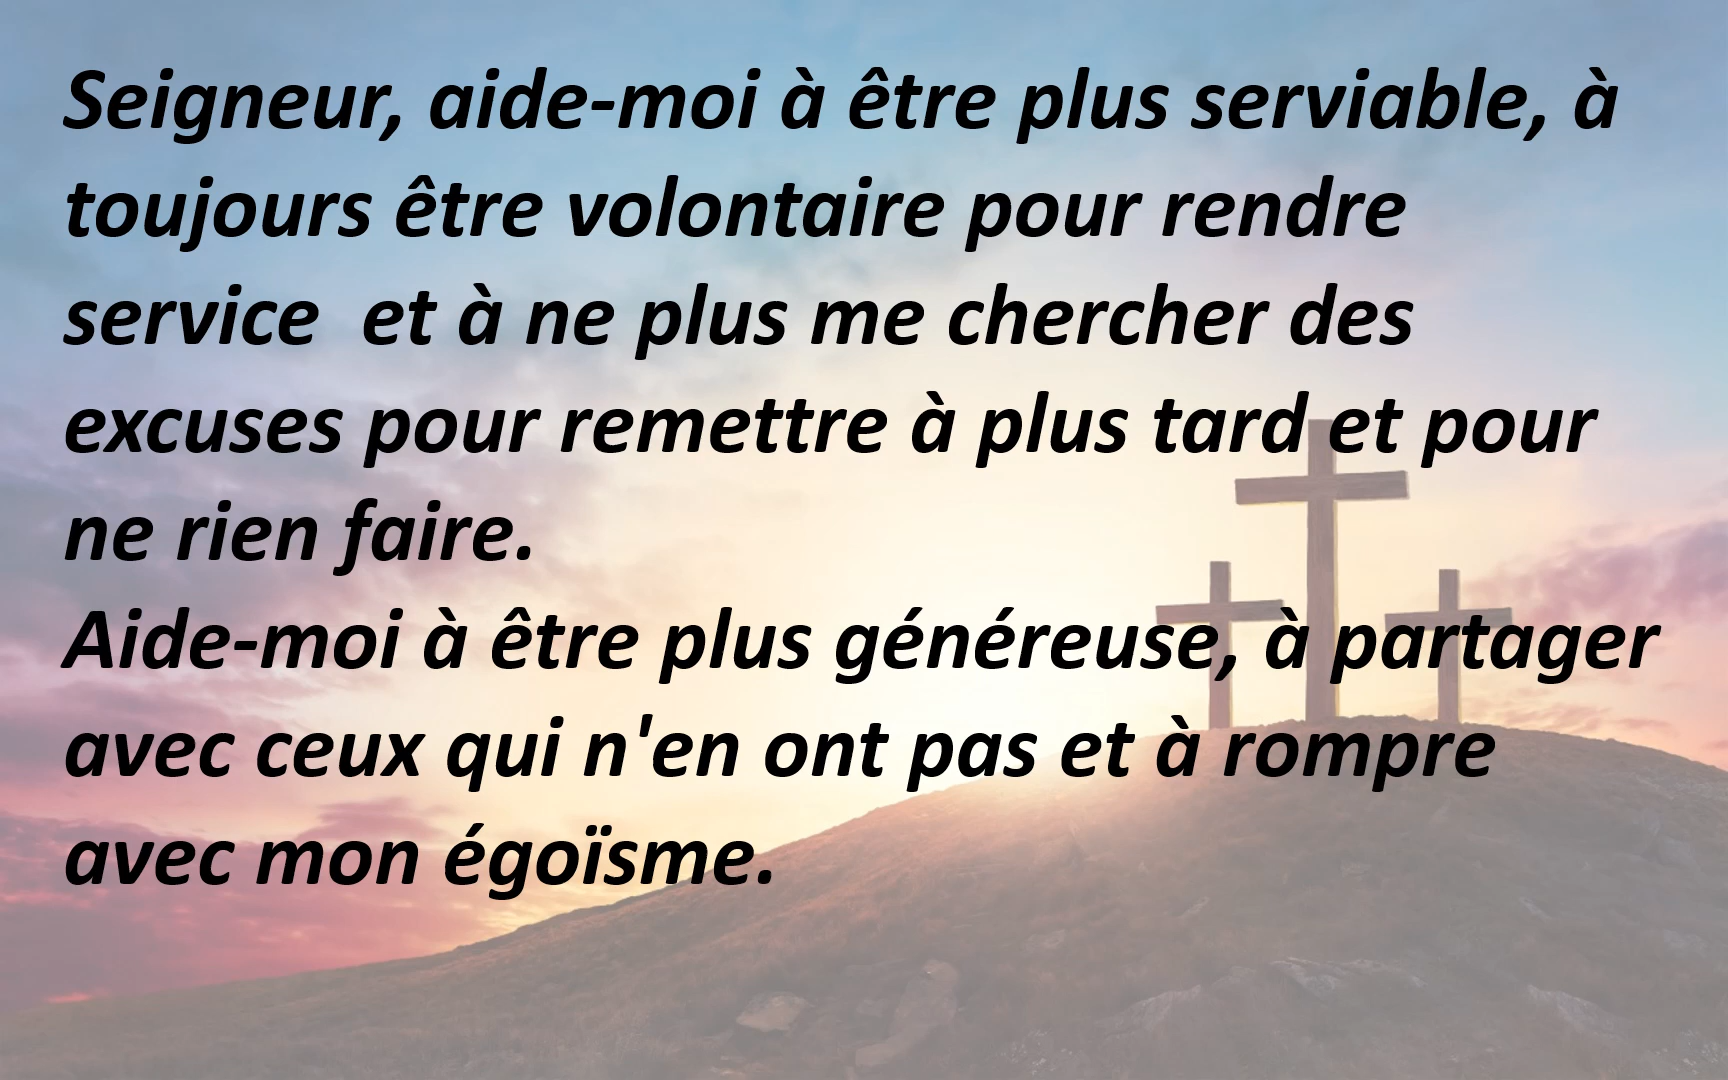 Seigneur, aide-moi à être plus serviable, à
toujours être volontaire pour rendre
service  et à ne plus me chercher des
excuses pour remettre à plus tard et pour
ne rien faire.
Aide-moi à être plus généreuse, à partager
avec ceux qui n'en ont pas et à rompre
avec mon égoïsme.